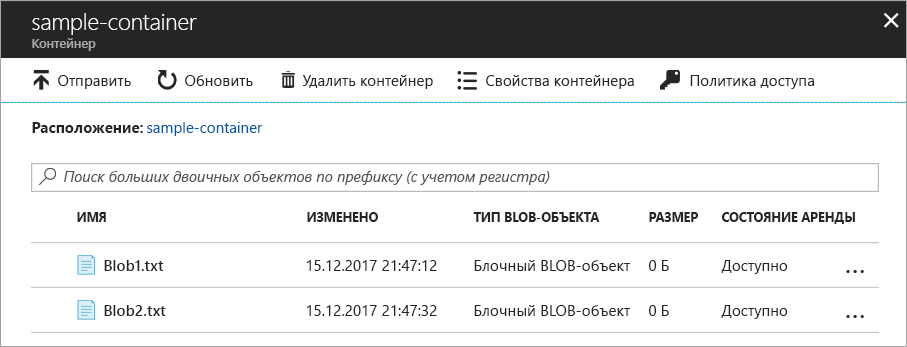 sample-container
Контейнер
Отправить Обновить Удалить контейнер Свойства контейнера Политика доступа
Расположение: sample-container
Поиск больших двоичных объектов по префиксу (с учетом регистра)
ИМЯ ИЗМЕНЕНО ТИП BLOB-ОБЪЕКТА РАЗМЕР СОСТОЯНИЕ АРЕНДЫ
Blob1.txt 15.12.2017 21:47:12 Блочный BLOB-объект 0 Б Доступно ...
Blob2.txt 15.12.2017 21:47:32 Блочный BLOB-объект 0 Б Доступно ...